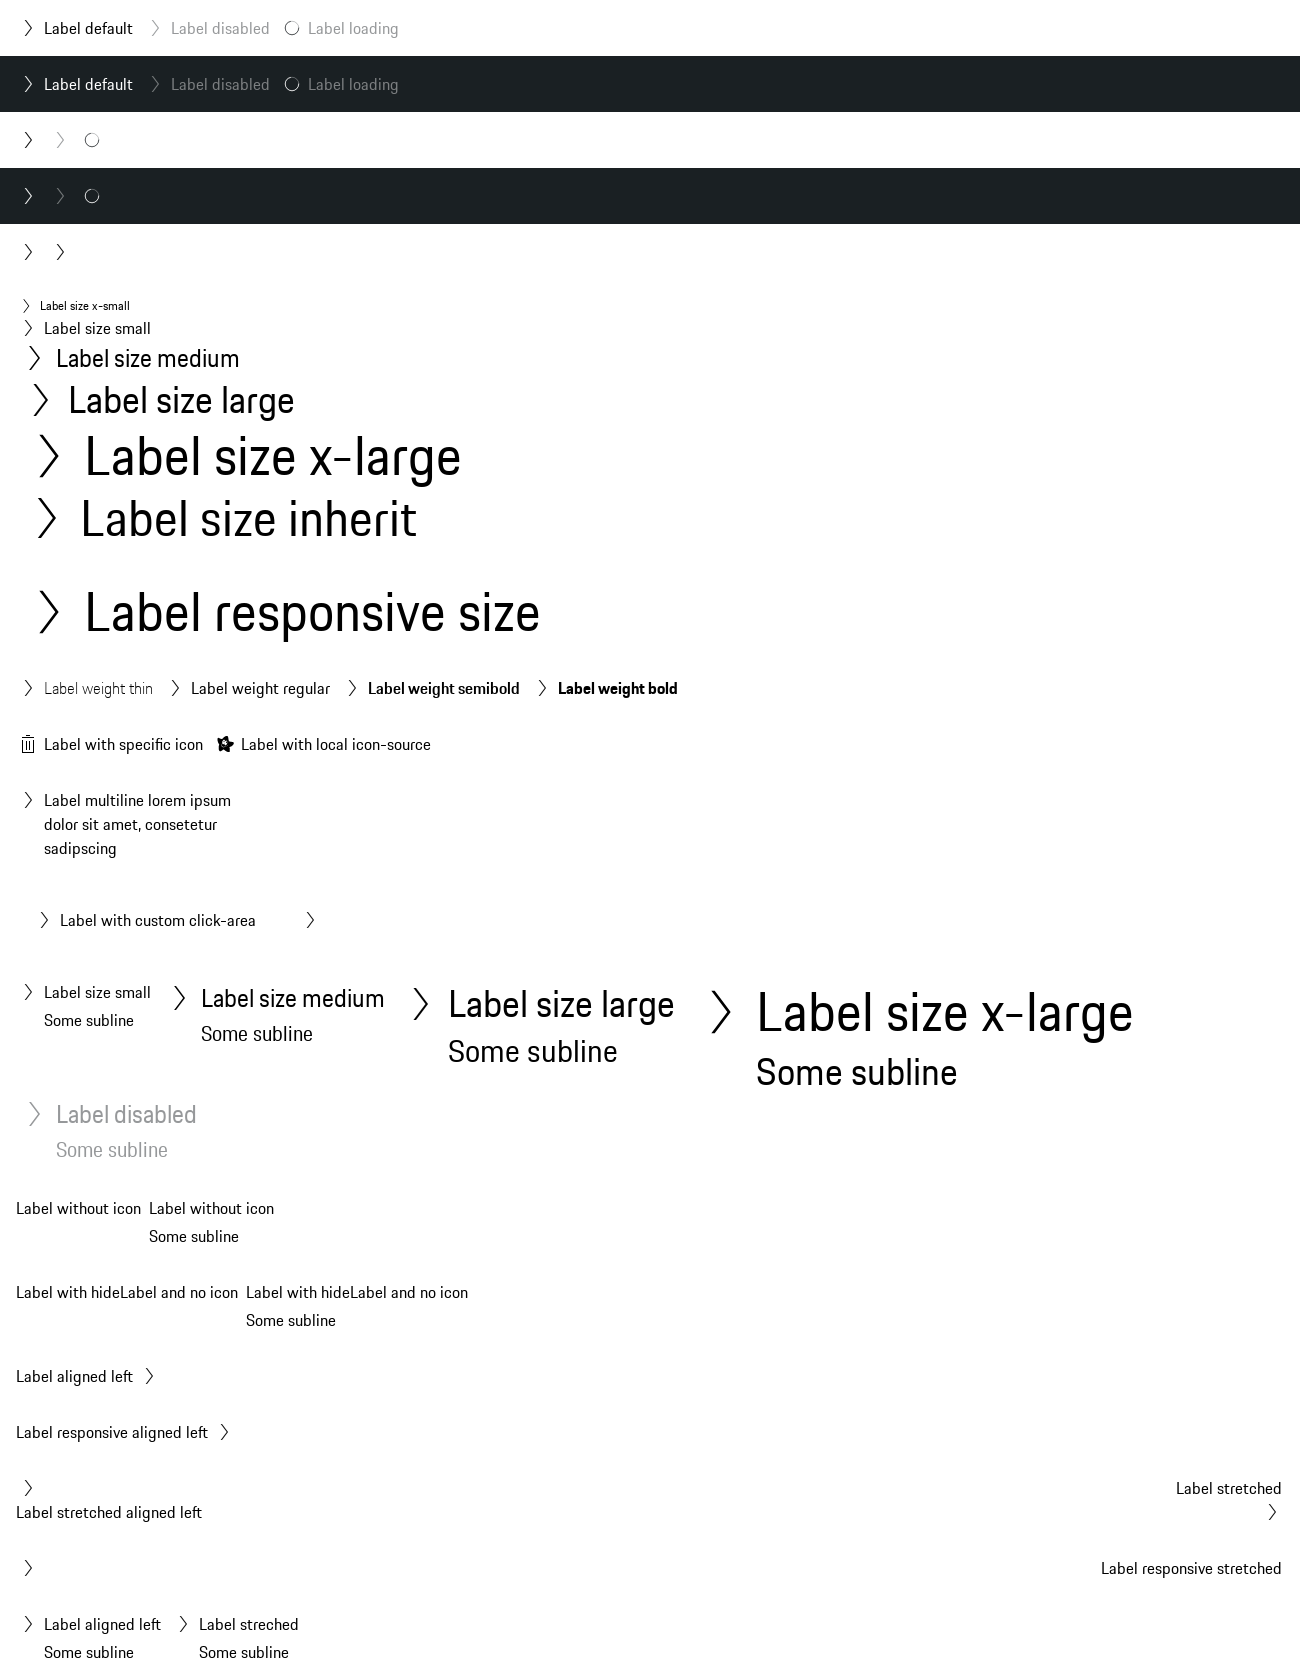 Label default Label disabled Label loading
Label default Label disabled Label loading
Label size x-small
Label size small
Label size medium
Label size large
Label size x-large
Label size inherit
Label responsive size
Label weight thin Label weight regular Label weight semibold Label weight bold
Label with specific icon Label with local icon-source
Label multiline lorem ipsum
dolor sit amet, consetetur
sadipscing
Label with custom click-area
Label size small Label size medium Label size large Label size x-large
Some subline Some subline Some subline Some subline
Label disabled
Some subline
Label without icon Label without icon
Some subline
Label with hideLabel and no icon Label with hideLabel and no icon
Some subline
Label aligned left
Label responsive aligned left
Label stretched
Label stretched aligned left
Label responsive stretched
Label aligned left Label streched
Some subline Some subline